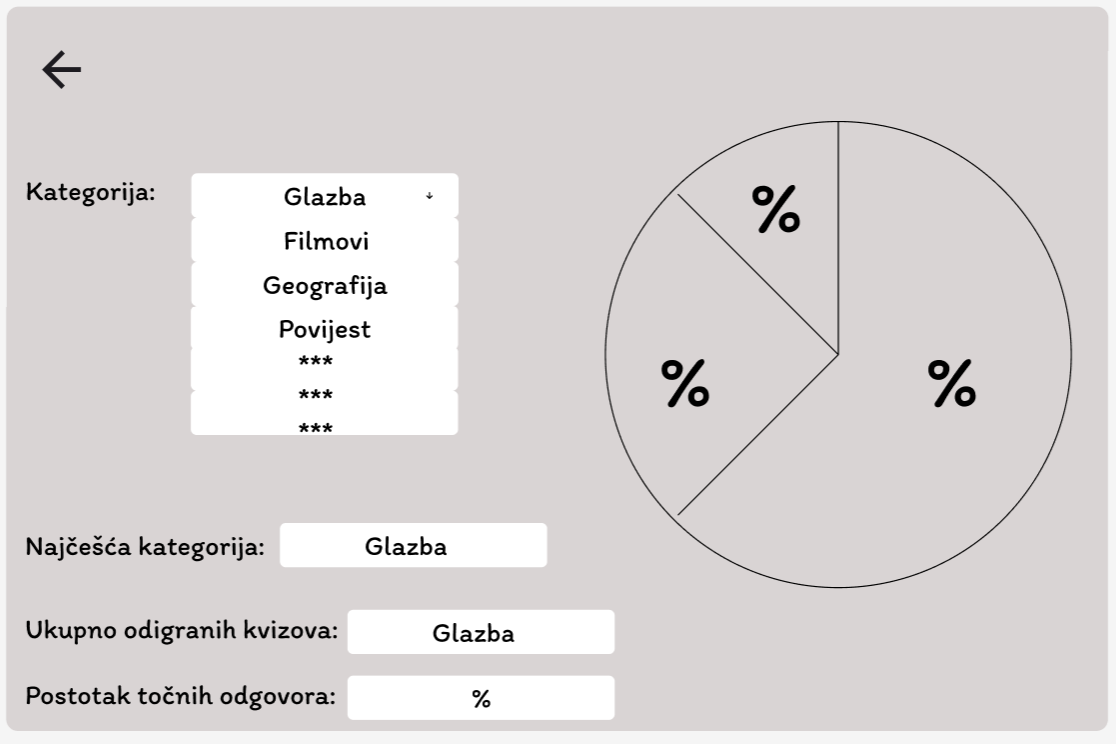 Kategorija:
Glazba ↓
Filmovi
Geografija
Povijest
***
***
***
Najčešća kategorija: Glazba
Ukupno odigranih kvizova: Glazba
Postotak točnih odgovora: %
%
%
%